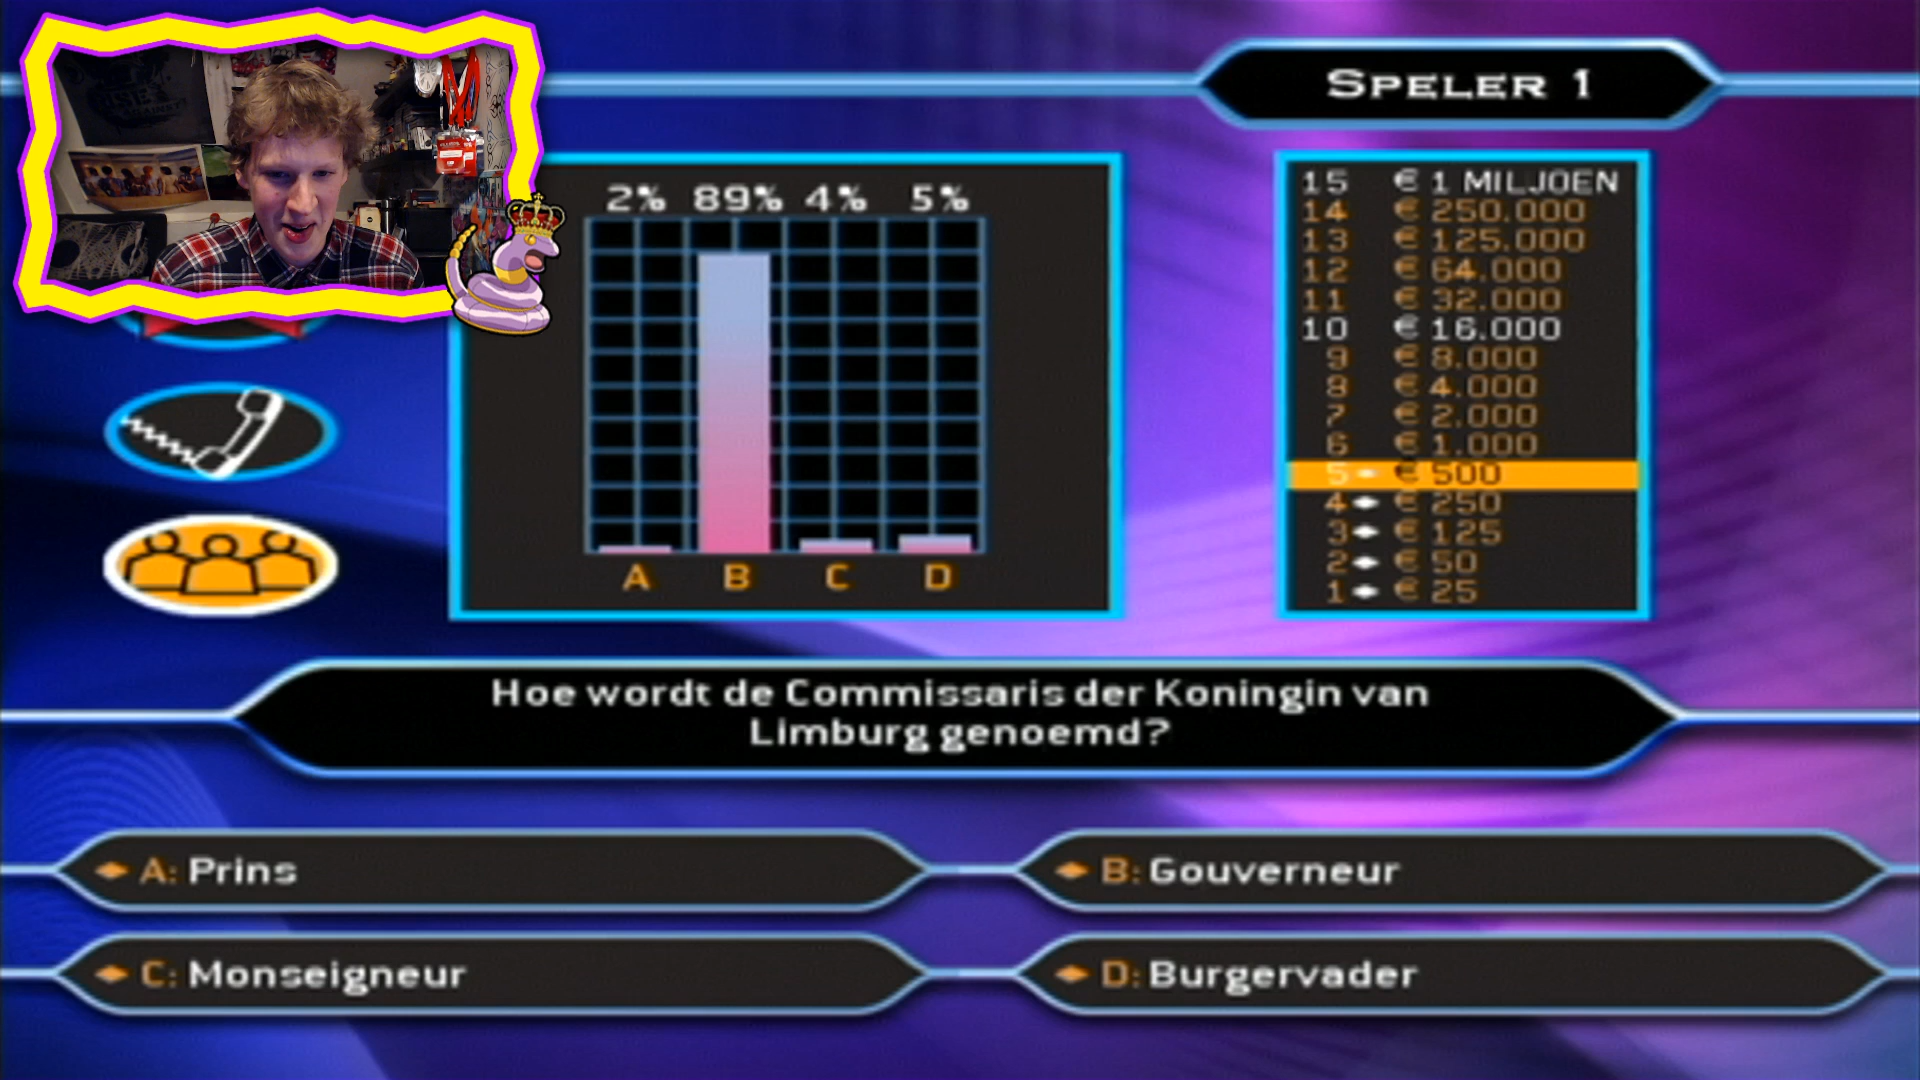 SPELER 1
2% 89% 4% 5%
A B C D
15 € 1 MILJOEN
14 € 250.000
13 € 125.000
12 € 64.000
11 € 32.000
10 € 16.000
9 € 8.000
8 € 4.000
7 € 2.000
6 € 1.000
5 € 500
4 € 250
3 € 125
2 € 50
1 € 25
Hoe wordt de Commissaris der Koningin van
Limburg genoemd?
A: Prins
B: Gouverneur
C: Monseigneur
D: Burgervader